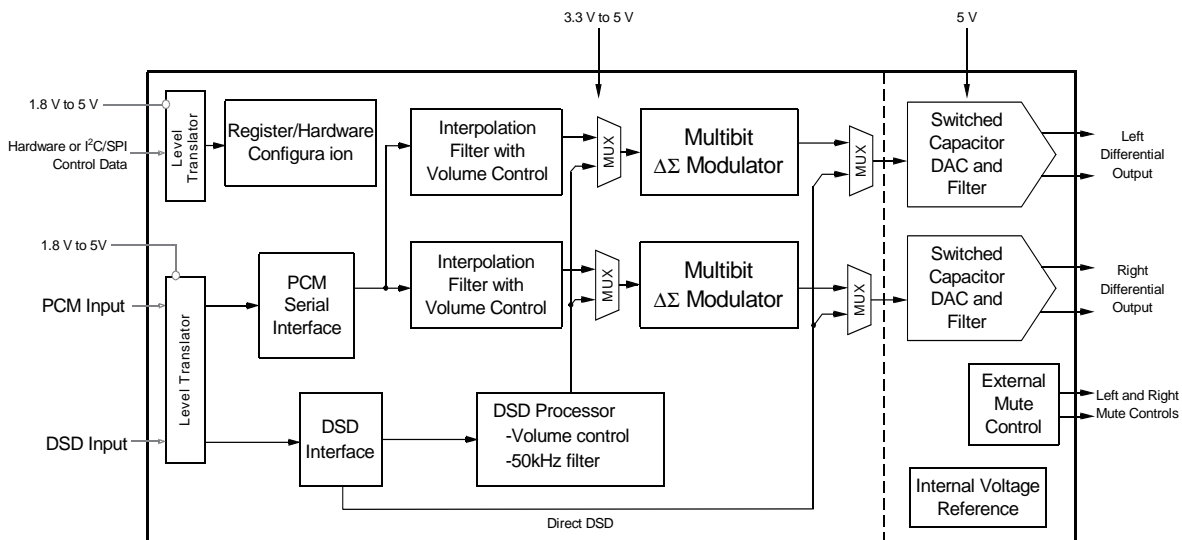 3.3 V to 5 V
5 V
1.8 V to 5 V
Hardware or I²C/SPI
Control Data
Level
Translator
Register/Hardware
Configura ion
Interpolation
Filter with
Volume Control
MUX
Multibit
ΔΣ Modulator
MUX
Switched
Capacitor
DAC and
Filter
Left
Differential
Output
1.8 V to 5V
PCM Input
Level Translator
PCM
Serial
Interface
Interpolation
Filter with
Volume Control
MUX
Multibit
ΔΣ Modulator
MUX
Switched
Capacitor
DAC and
Filter
Right
Differential
Output
DSD Input
DSD
Interface
DSD Processor
-Volume control
-50kHz filter
External
Mute
Control
Left and Right
Mute Controls
Internal Voltage
Reference
Direct DSD